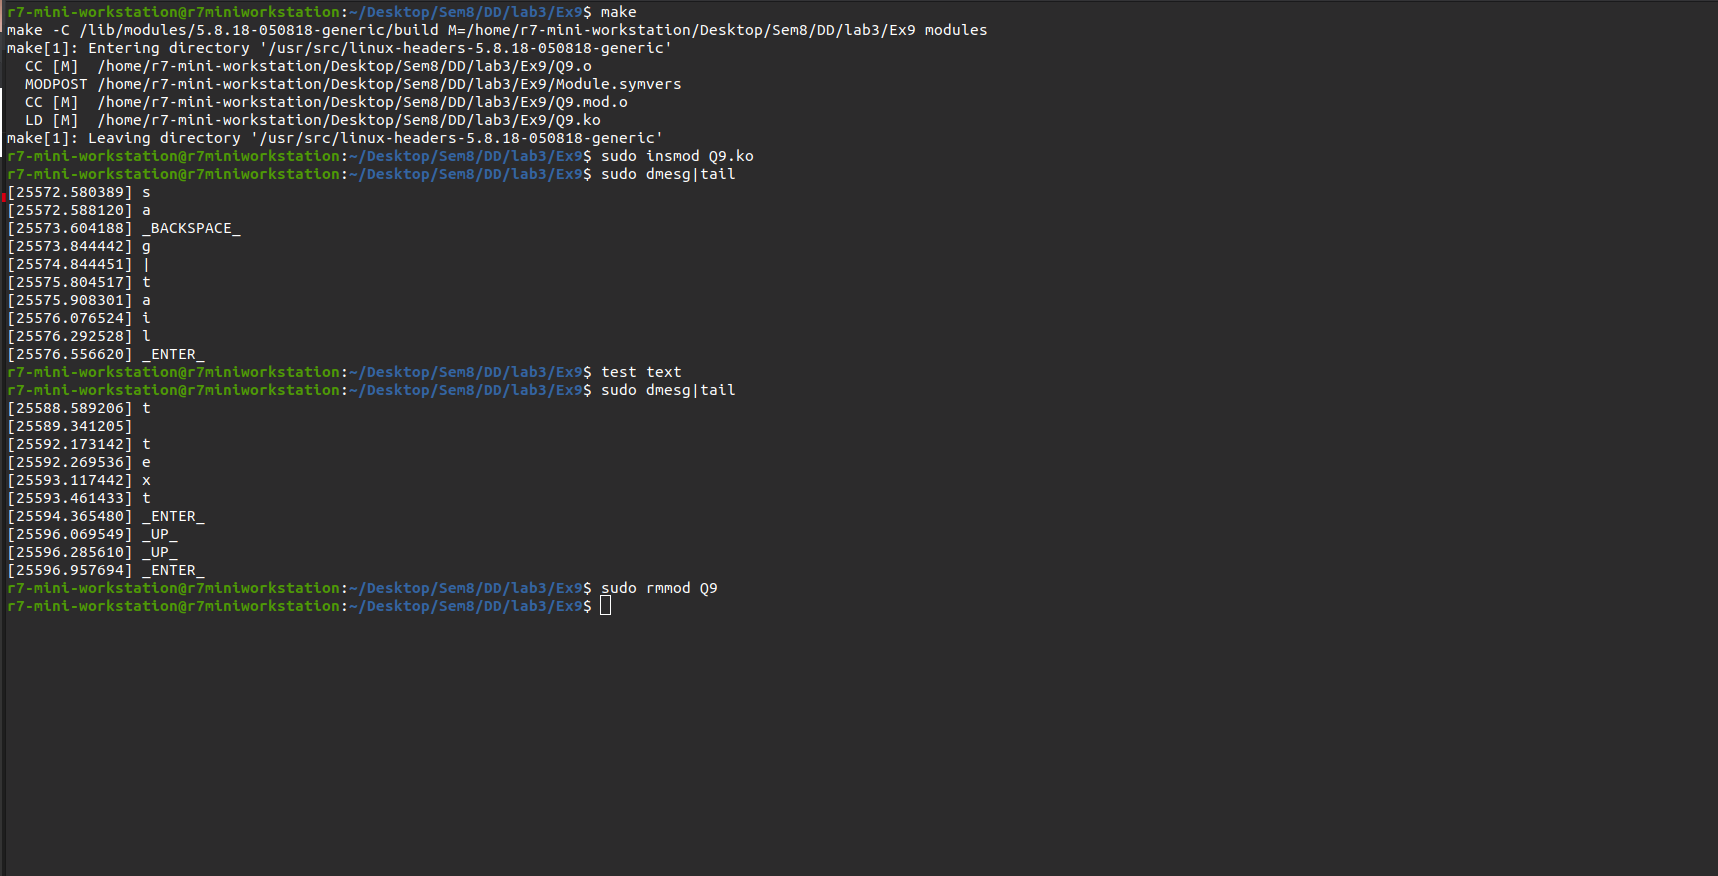 r7-mini-workstation@r7miniworkstation:~/Desktop/Sem8/DD/lab3/Ex9$ make
make -C /lib/modules/5.8.18-050818-generic/build M=/home/r7-mini-workstation/Desktop/Sem8/DD/lab3/Ex9 modules
make[1]: Entering directory '/usr/src/linux-headers-5.8.18-050818-generic'
  CC [M]  /home/r7-mini-workstation/Desktop/Sem8/DD/lab3/Ex9/Q9.o
  MODPOST /home/r7-mini-workstation/Desktop/Sem8/DD/lab3/Ex9/Module.symvers
  CC [M]  /home/r7-mini-workstation/Desktop/Sem8/DD/lab3/Ex9/Q9.mod.o
  LD [M]  /home/r7-mini-workstation/Desktop/Sem8/DD/lab3/Ex9/Q9.ko
make[1]: Leaving directory '/usr/src/linux-headers-5.8.18-050818-generic'
r7-mini-workstation@r7miniworkstation:~/Desktop/Sem8/DD/lab3/Ex9$ sudo insmod Q9.ko
r7-mini-workstation@r7miniworkstation:~/Desktop/Sem8/DD/lab3/Ex9$ sudo dmesg|tail
[25572.580389] s
[25572.588120] a
[25573.604188] _BACKSPACE_
[25573.844442] g
[25574.844451] |
[25575.804517] t
[25575.908301] a
[25576.076524] i
[25576.292528] l
[25576.556620] _ENTER_
r7-mini-workstation@r7miniworkstation:~/Desktop/Sem8/DD/lab3/Ex9$ test text
r7-mini-workstation@r7miniworkstation:~/Desktop/Sem8/DD/lab3/Ex9$ sudo dmesg|tail
[25588.589206] t
[25589.341205]
[25592.173142] t
[25592.269536] e
[25593.117442] x
[25593.461433] t
[25594.365480] _ENTER_
[25596.069549] _UP_
[25596.285610] _UP_
[25596.957694] _ENTER_
r7-mini-workstation@r7miniworkstation:~/Desktop/Sem8/DD/lab3/Ex9$ sudo rmmod Q9
r7-mini-workstation@r7miniworkstation:~/Desktop/Sem8/DD/lab3/Ex9$